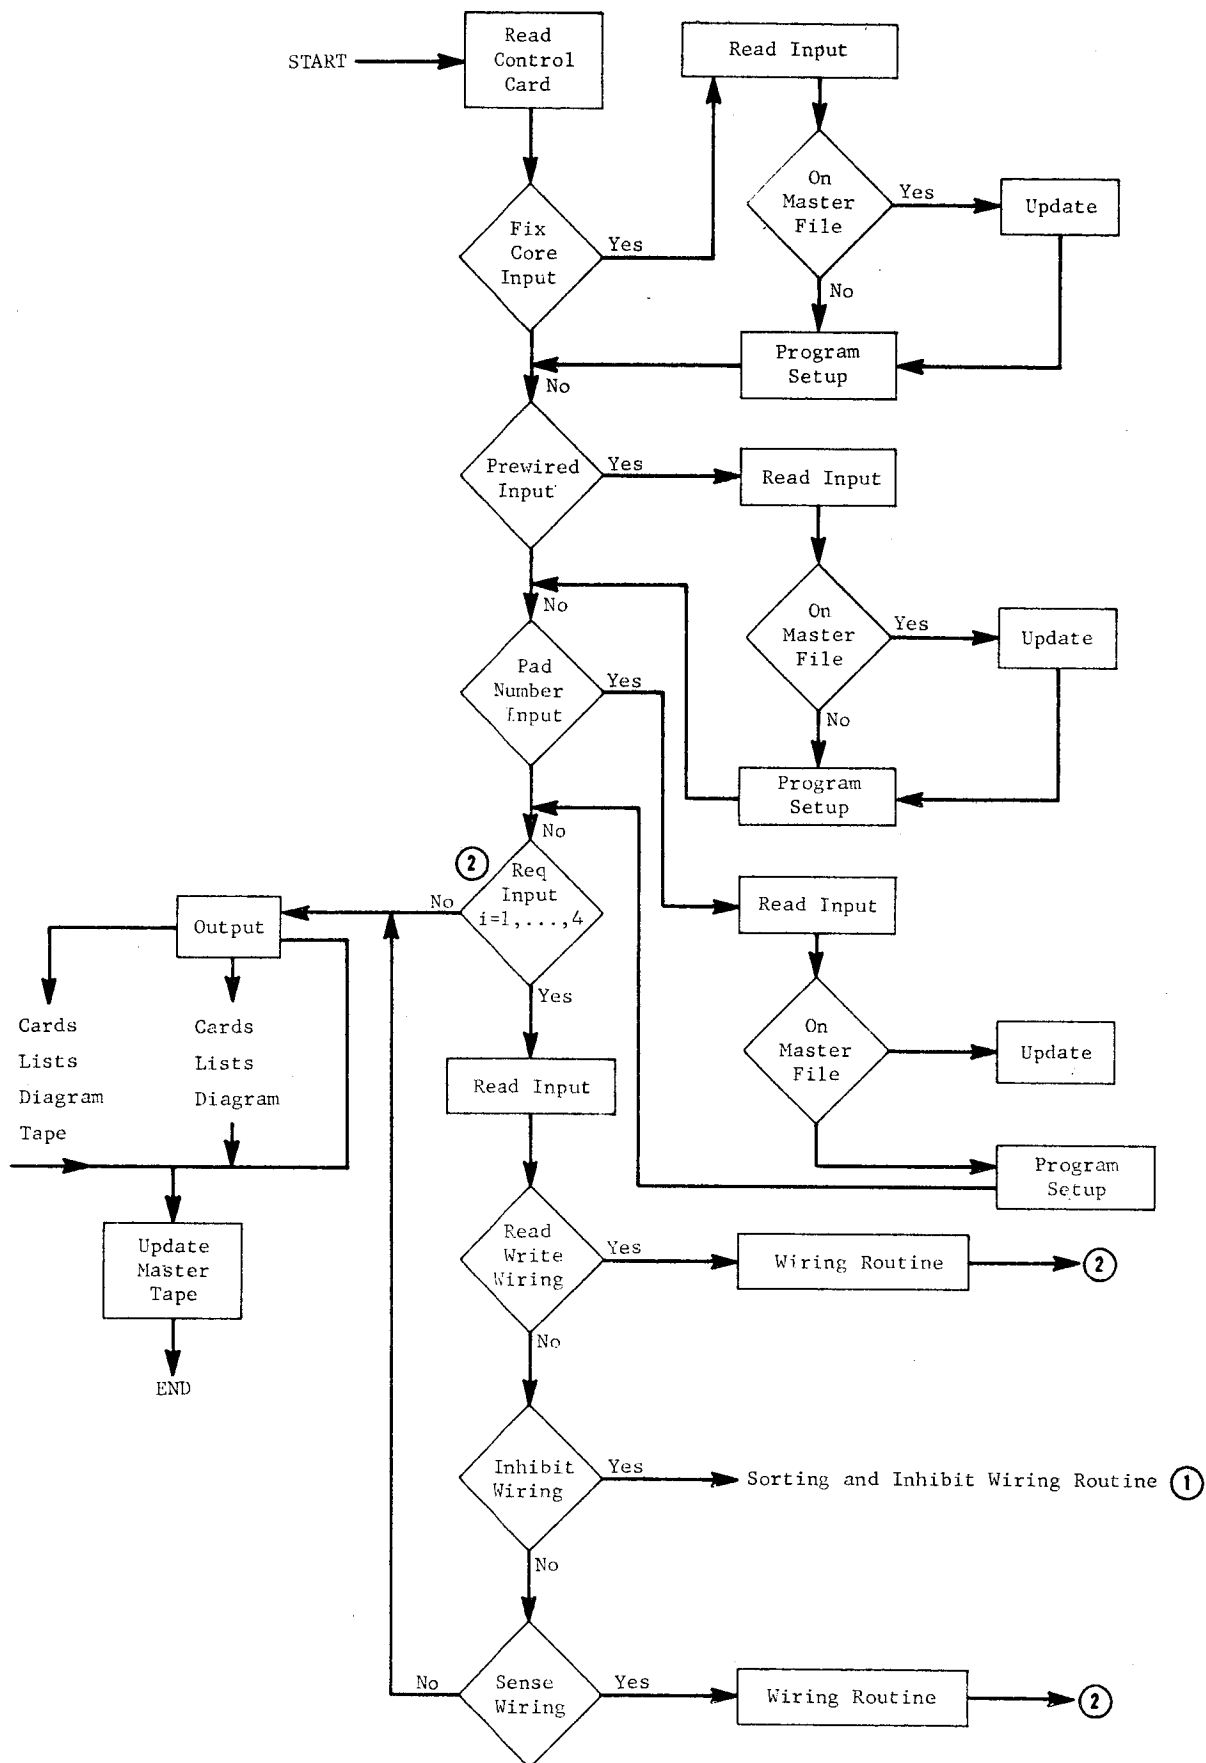 START
Read
Control
Card
Read Input
Fix
Core
Input
Yes
On
Master
File
Yes
Update
No
Program
Setup
No
Prewired
Input
Yes
Read Input
On
Master
File
Yes
Update
No
Program
Setup
No
Pad
Number
Input
Yes
Read Input
On
Master
File
Update
Program
Setup
No
2
Req
Input
i=1,...,4
No
Output
Cards
Lists
Diagram
Tape
Cards
Lists
Diagram
Update
Master
Tape
END
Yes
Read Input
Read
Write
Wiring
Yes
Wiring Routine
2
No
Inhibit
Wiring
Yes
Sorting and Inhibit Wiring Routine 1
No
Sense
Wiring
No
Yes
Wiring Routine
2